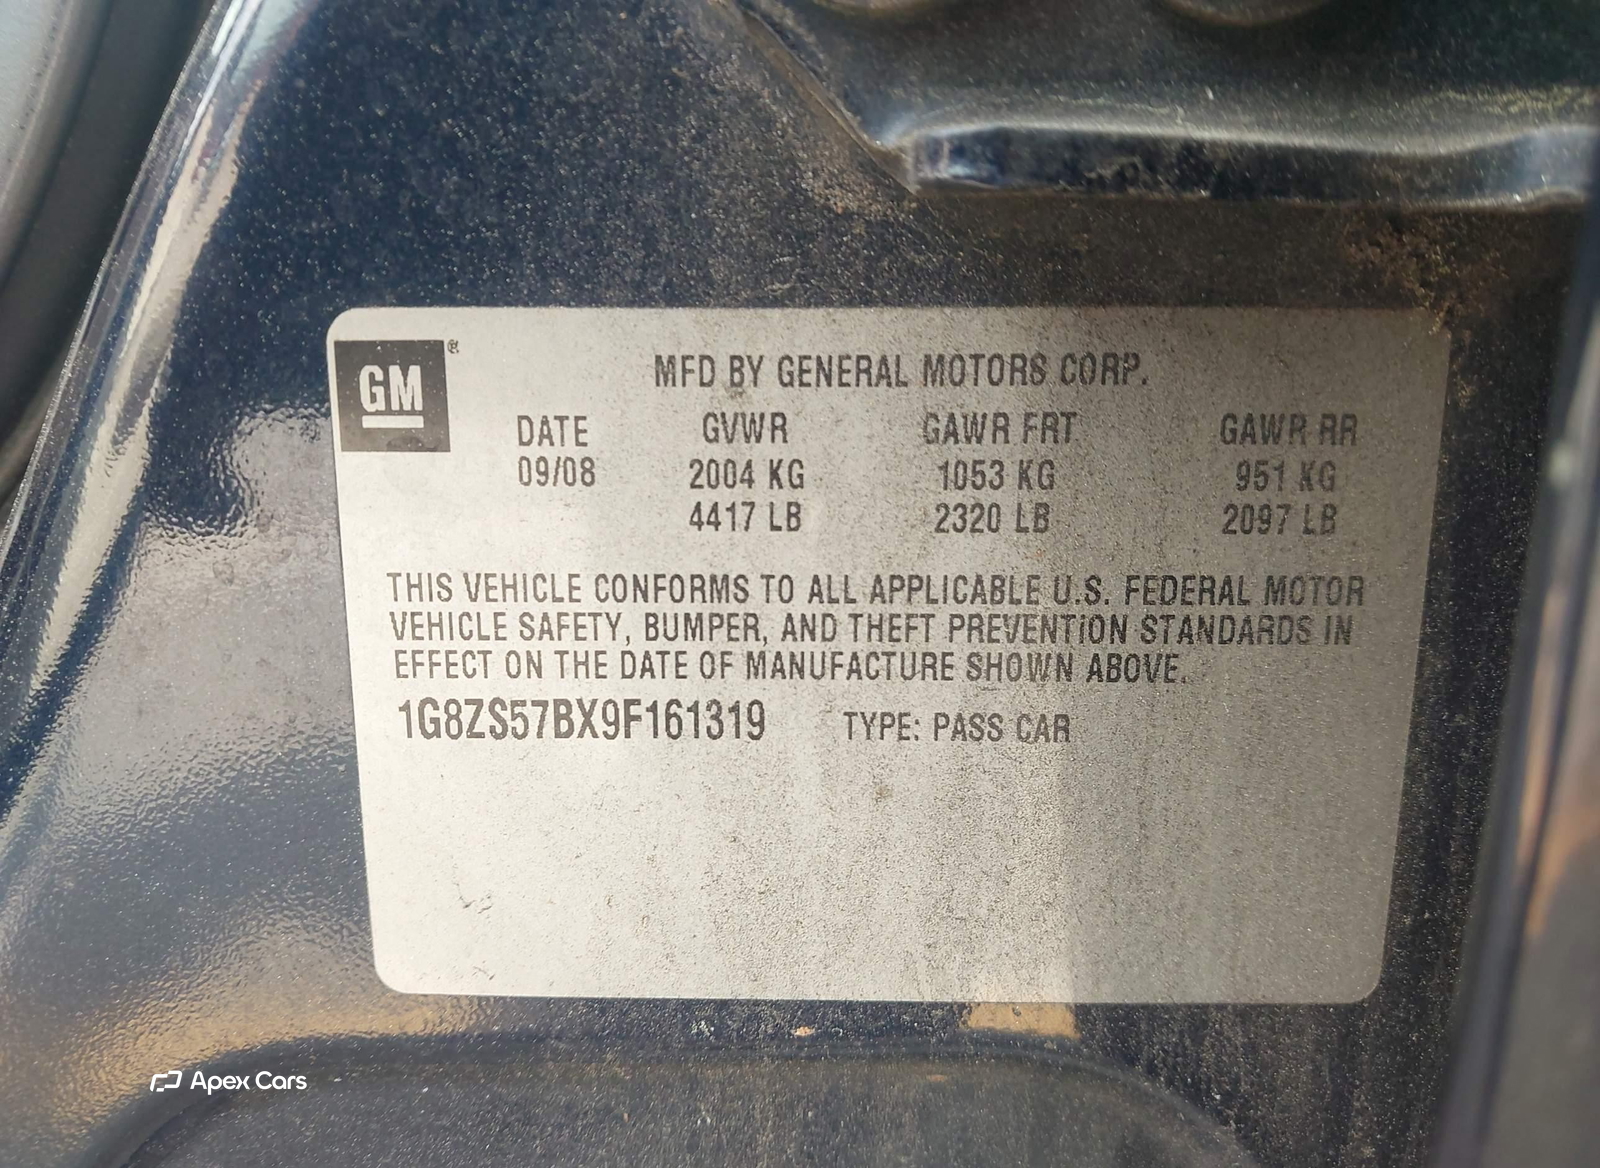 GM®
MFD BY GENERAL MOTORS CORP.
DATE GVWR GAWR FRT GAWR RR
09/08 2004 KG 1053 KG 951 KG
4417 LB 2320 LB 2097 LB
THIS VEHICLE CONFORMS TO ALL APPLICABLE U.S. FEDERAL MOTOR
VEHICLE SAFETY, BUMPER, AND THEFT PREVENTION STANDARDS IN
EFFECT ON THE DATE OF MANUFACTURE SHOWN ABOVE.
1G8ZS57BX9F161319 TYPE: PASS CAR
Apex Cars